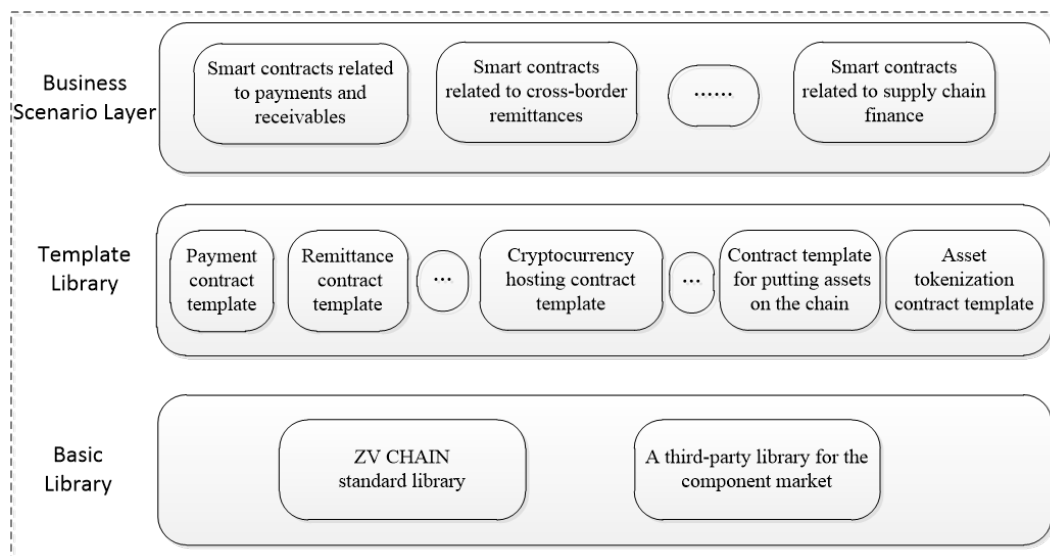 Business
Scenario Layer
Smart contracts related
to payments and
receivables
Smart contracts
related to cross-border
remittances
······
Smart contracts
related to supply chain
finance
Template
Library
Payment
contract
template
Remittance
contract
template
...
Cryptocurrency
hosting contract
template
...
Contract template
for putting assets
on the chain
Asset
tokenization
contract template
Basic
Library
ZV CHAIN
standard library
A third-party library for the
component market